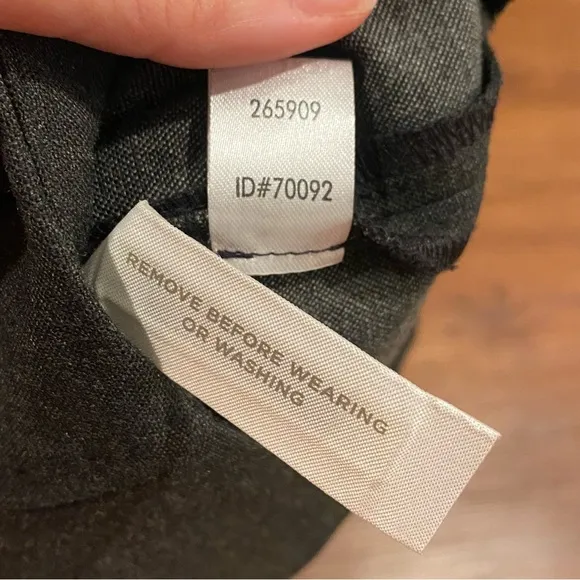 265909
ID#70092
REMOVE BEFORE WEARING
OR WASHING